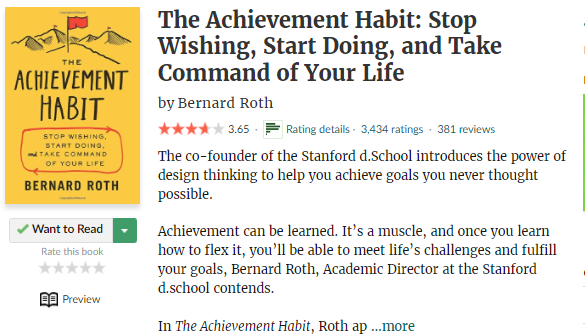 THE
ACHIEVEMENT
HABIT
STOP WISHING,
START DOING,
and TAKE COMMAND
OF YOUR LIFE
BERNARD ROTH
Want to Read
Rate this book
Preview
The Achievement Habit: Stop
Wishing, Start Doing, and Take
Command of Your Life
by Bernard Roth
3.65 · Rating details · 3,434 ratings · 381 reviews
The co-founder of the Stanford d.School introduces the power of
design thinking to help you achieve goals you never thought
possible.
Achievement can be learned. It’s a muscle, and once you learn
how to flex it, you’ll be able to meet life’s challenges and fulfill
your goals, Bernard Roth, Academic Director at the Stanford
d.school contends.
In The Achievement Habit, Roth ap ...more